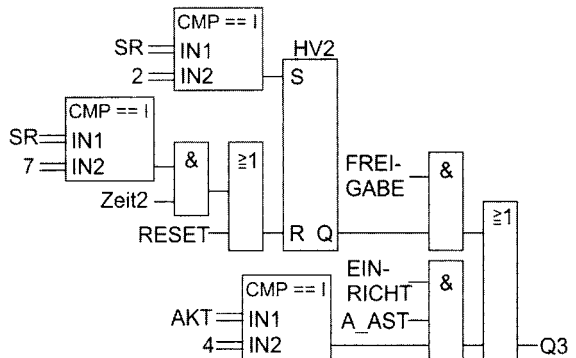 CMP == I
SR IN1
2 IN2
HV2
S
CMP == I
SR IN1
7 IN2
&
≧1
Zeit2
RESET
R Q
FREI-
GABE
&
≧1
CMP == I
AKT IN1
4 IN2
EIN-
RICHT
A_AST
&
Q3